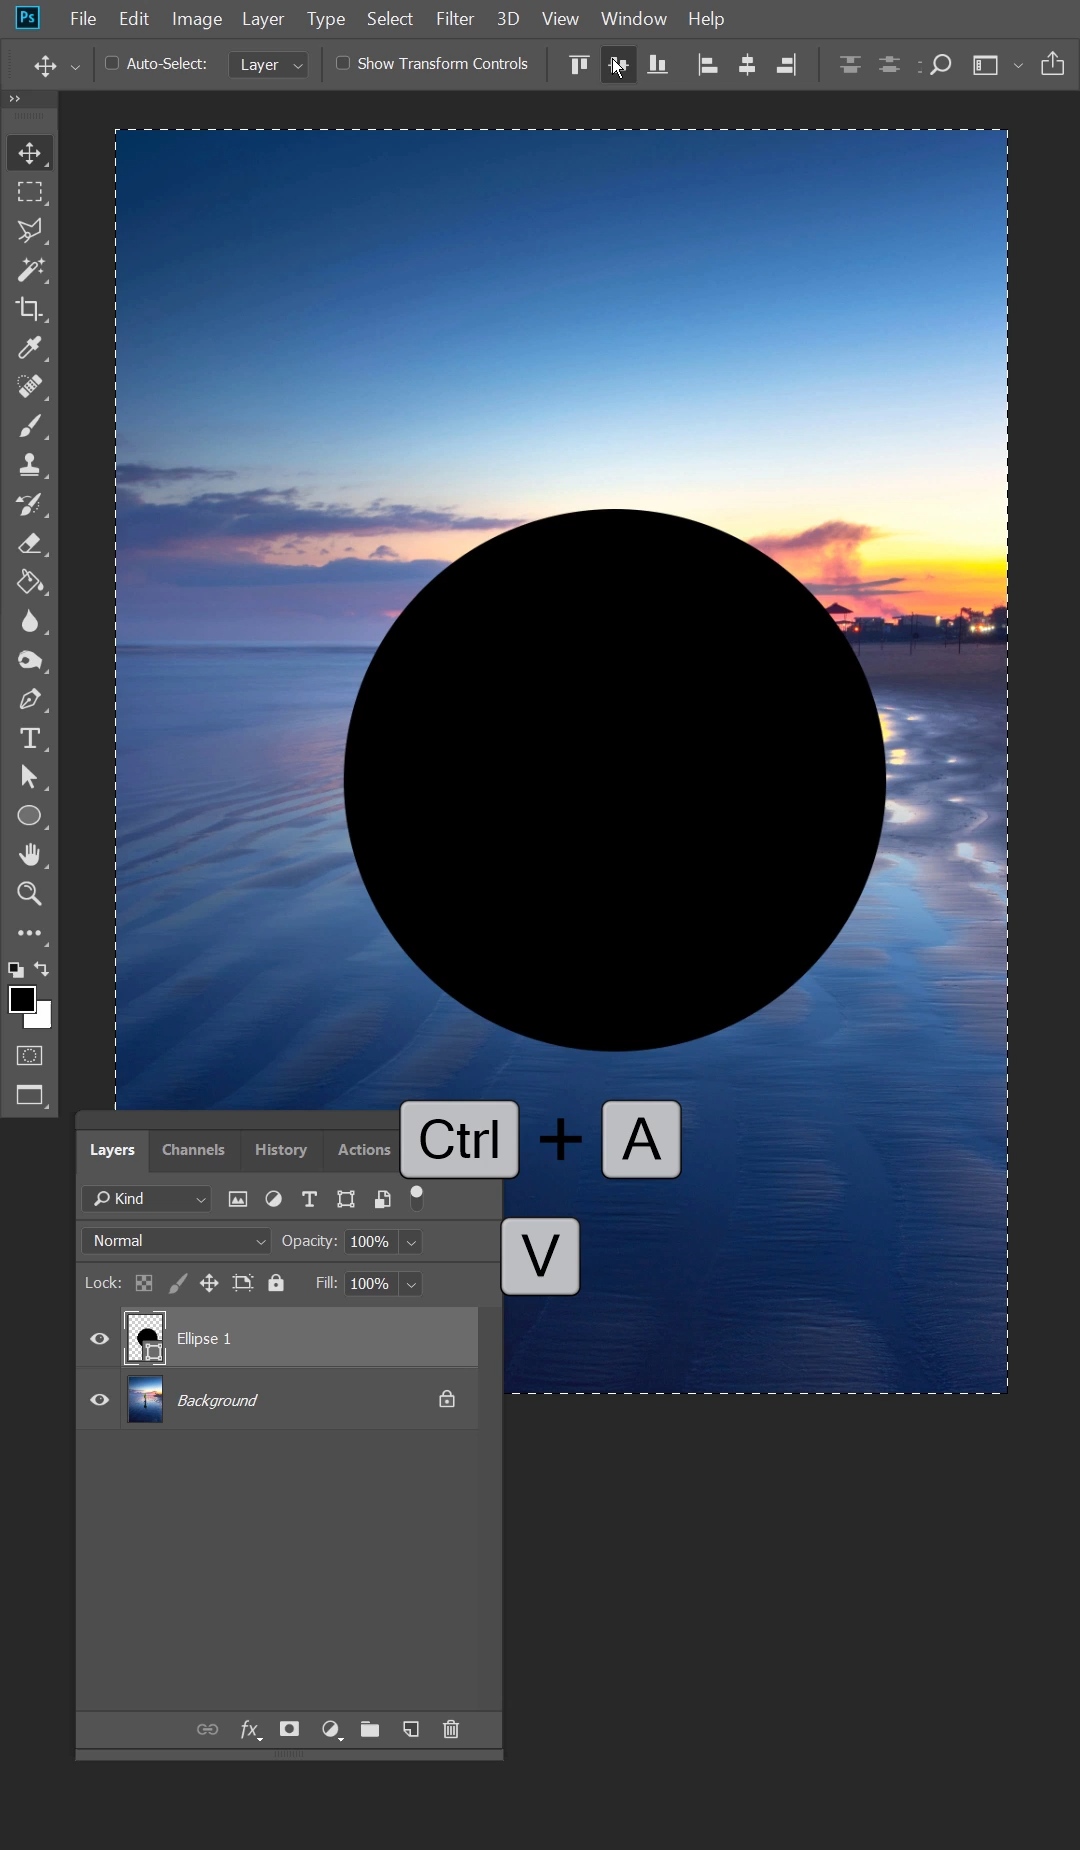 Ps File Edit Image Layer Type Select Filter 3D View Window Help
Auto-Select: Layer Show Transform Controls
Ctrl + A
Layers Channels History Actions
Kind
Normal Opacity: 100%
V
Lock: Fill: 100%
Ellipse 1
Background
fx